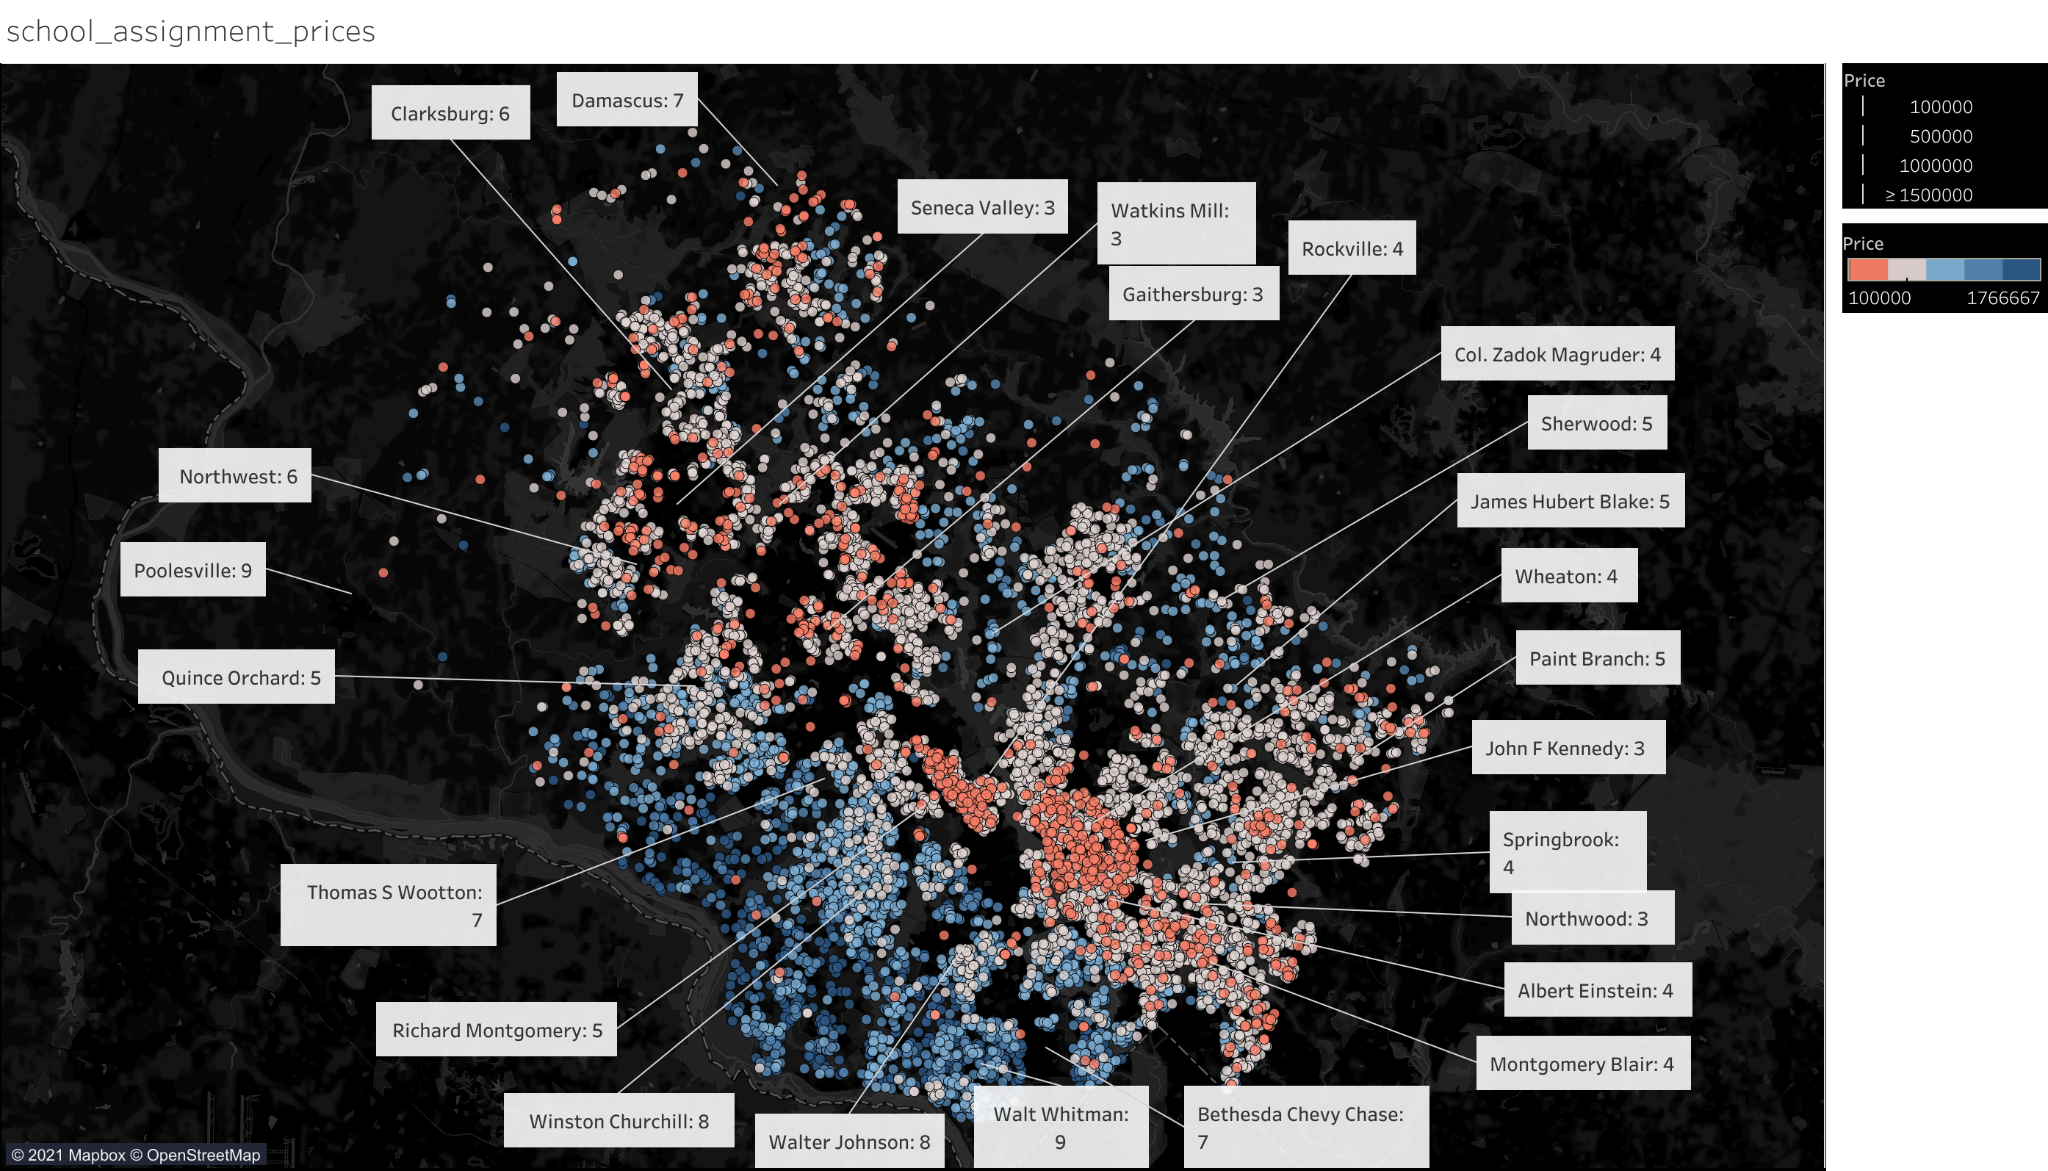 school_assignment_prices
Clarksburg: 6
Damascus: 7
Seneca Valley: 3
Watkins Mill:
3
Rockville: 4
Gaithersburg: 3
Col. Zadok Magruder: 4
Sherwood: 5
Northwest: 6
James Hubert Blake: 5
Poolesville: 9
Wheaton: 4
Quince Orchard: 5
Paint Branch: 5
John F Kennedy: 3
Springbrook:
4
Thomas S Wootton:
7
Northwood: 3
Albert Einstein: 4
Richard Montgomery: 5
Montgomery Blair: 4
Winston Churchill: 8
Walter Johnson: 8
Walt Whitman:
9
Bethesda Chevy Chase:
7
© 2021 Mapbox © OpenStreetMap
Price
100000
500000
1000000
≥ 1500000
Price
100000 1766667